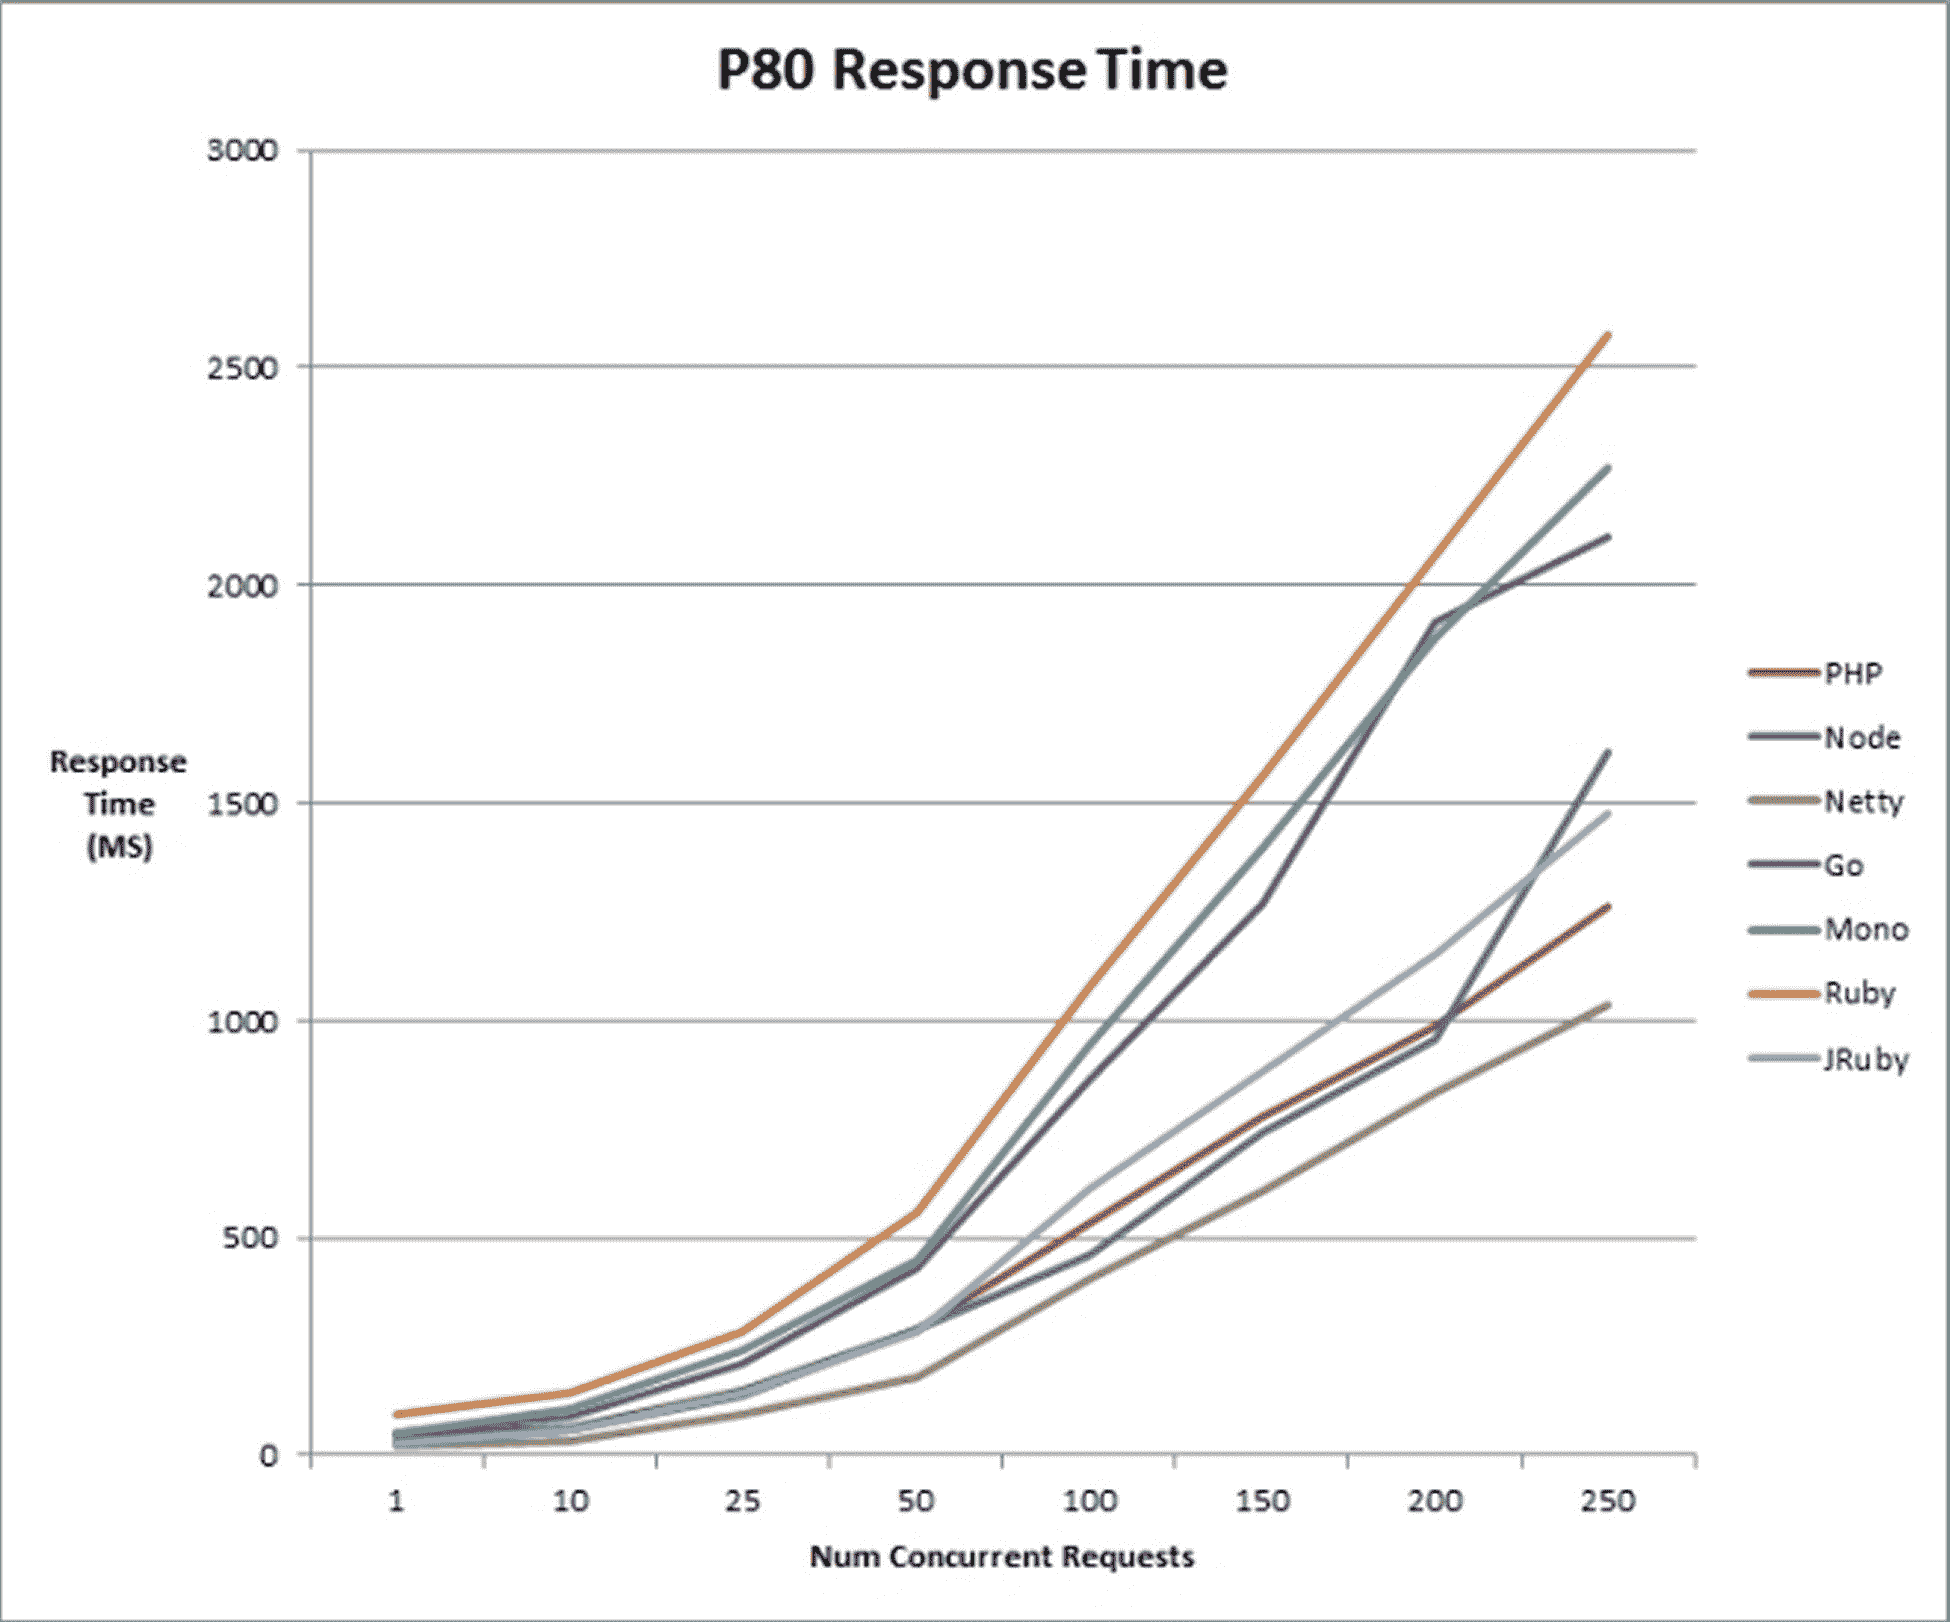 P80 Response Time
3000
2500
2000
1500
1000
500
0
Response
Time
(MS)
1 10 25 50 100 150 200 250
Num Concurrent Requests
PHP
Node
Netty
Go
Mono
Ruby
JRuby